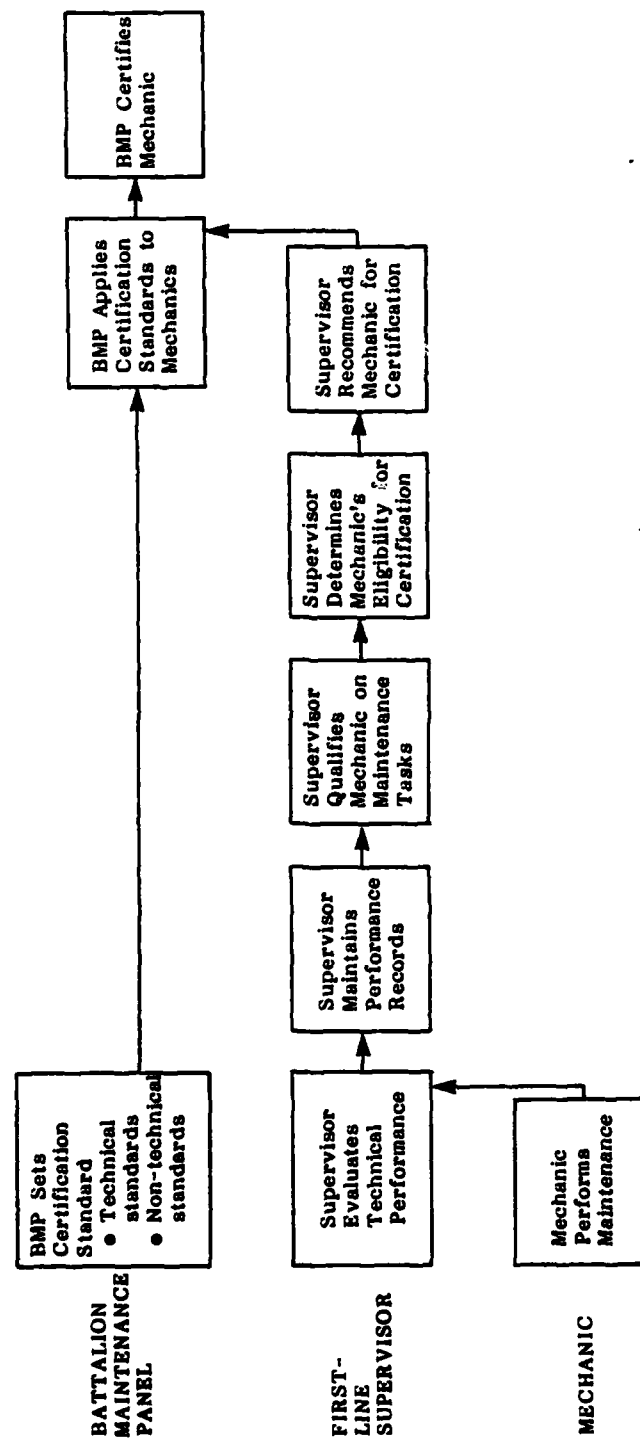 BATTALION
MAINTENANCE
PANEL
BMP Sets
Certification
Standard
● Technical
standards
● Non-technical
standards
BMP Applies
Certification
Standards to
Mechanics
BMP Certifies
Mechanic
FIRST-
LINE
SUPERVISOR
Supervisor
Evaluates
Technical
Performance
Supervisor
Maintains
Performance
Records
Supervisor
Qualifies
Mechanic on
Maintenance
Tasks
Supervisor
Determines
Mechanic's
Eligibility for
Certification
Supervisor
Recommends
Mechanic for
Certification
MECHANIC
Mechanic
Performs
Maintenance